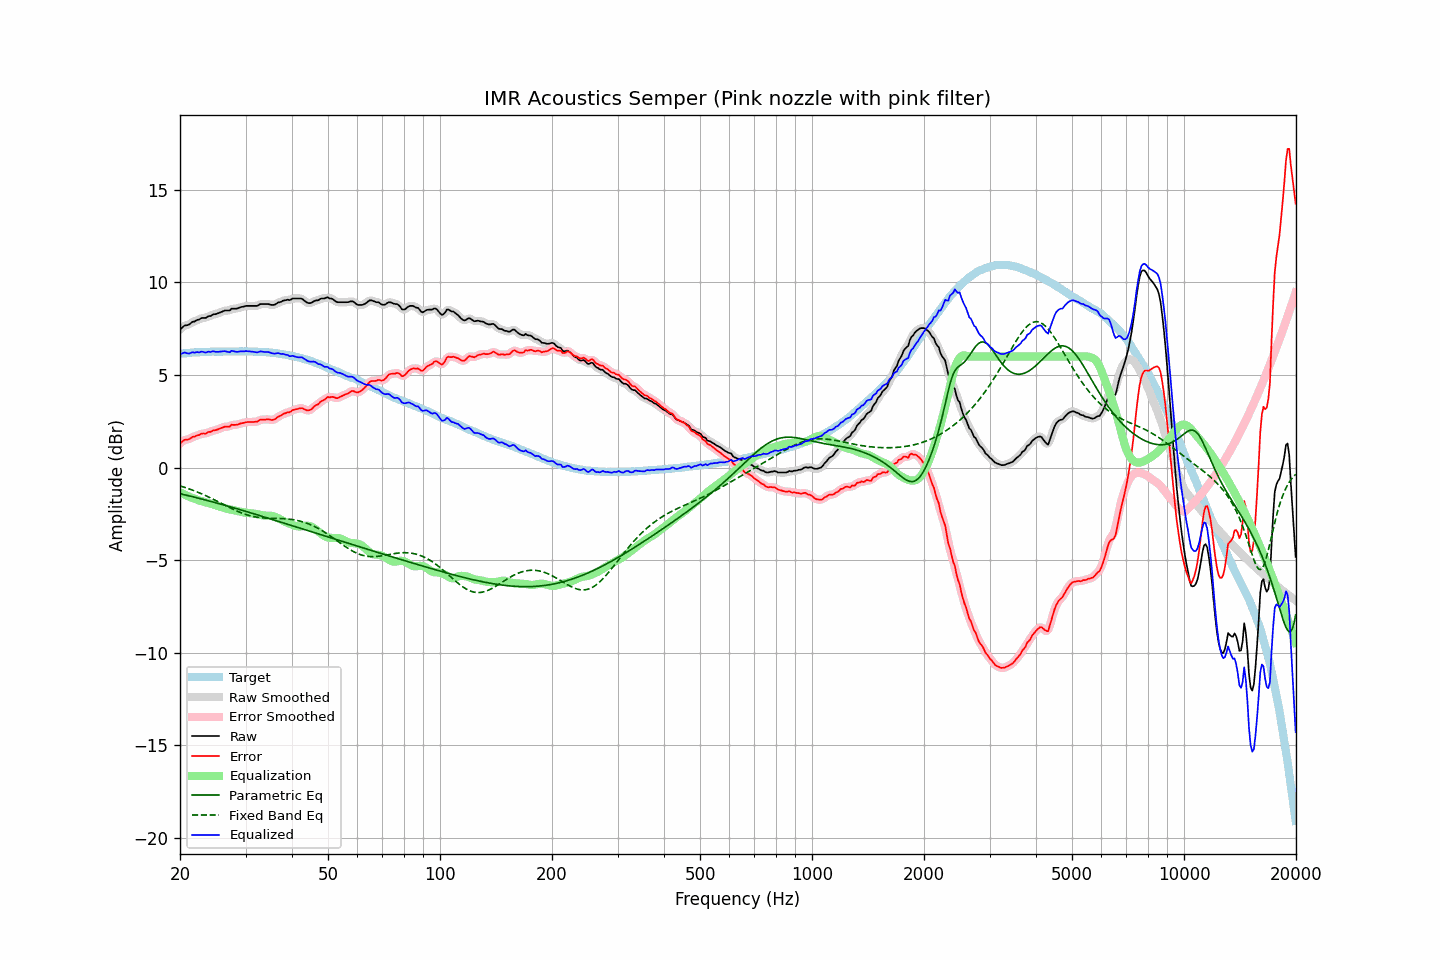 IMR Acoustics Semper (Pink nozzle with pink filter)
Amplitude (dBr)
15
10
5
0
−5
−10
−15
−20
Target
Raw Smoothed
Error Smoothed
Raw
Error
Equalization
Parametric Eq
Fixed Band Eq
Equalized
20 50 100 200 500 1000 2000 5000 10000 20000
Frequency (Hz)